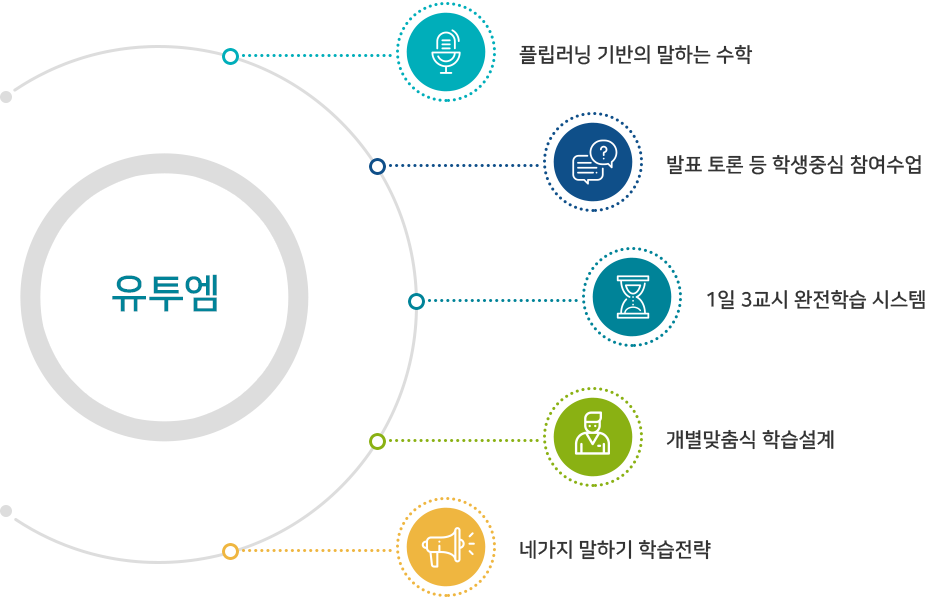 플립러닝 기반의 말하는 수학
?
발표 토론 등 학생중심 참여수업
유투엠
1일 3교시 완전학습 시스템
개별맞춤식 학습설계
네가지 말하기 학습전략